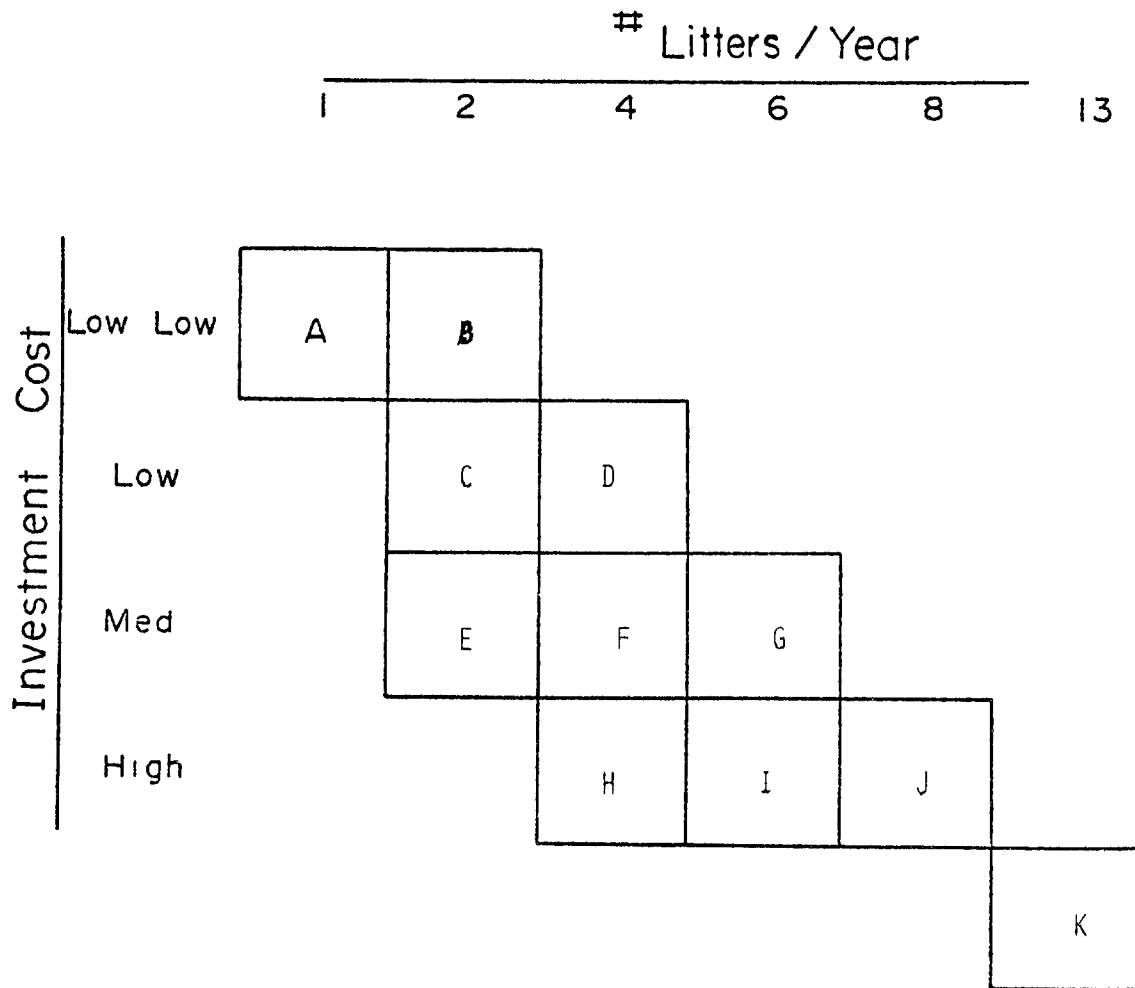 # Litters / Year
1 2 4 6 8 13
Investment Cost
Low Low A B
Low C D
Med E F G
High H I J
K